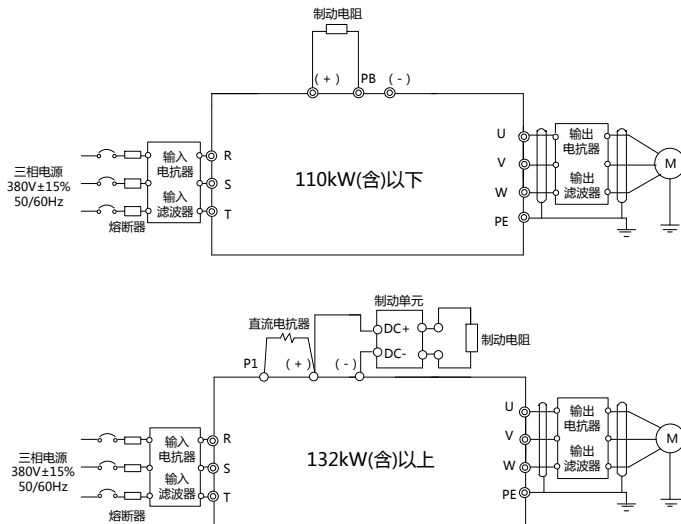 制动电阻
(+) PB (-)
三相电源
380V±15%
50/60Hz
熔断器
输入
电抗器
输入
滤波器
R
S
T
110kW(含)以下
U
V
W
PE
输出
电抗器
输出
滤波器
M
制动单元
直流电抗器
DC+
DC-
制动电阻
P1 (+) (-)
三相电源
380V±15%
50/60Hz
熔断器
输入
电抗器
输入
滤波器
R
S
T
132kW(含)以上
U
V
W
PE
输出
电抗器
输出
滤波器
M